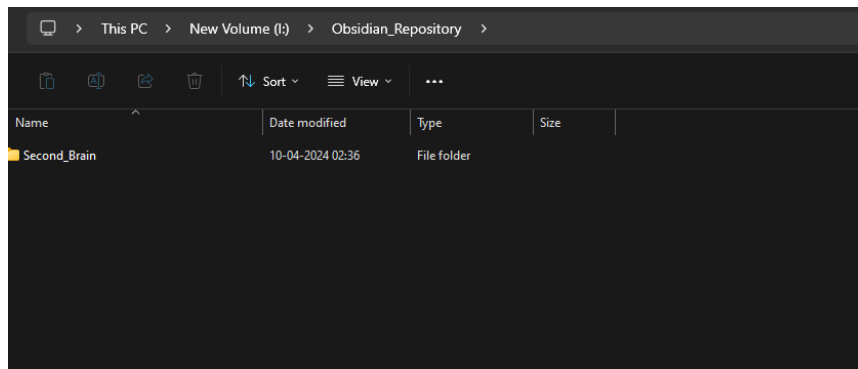 This PC > New Volume (I:) > Obsidian_Repository >
Sort View ...
Name Date modified Type Size
Second_Brain 10-04-2024 02:36 File folder